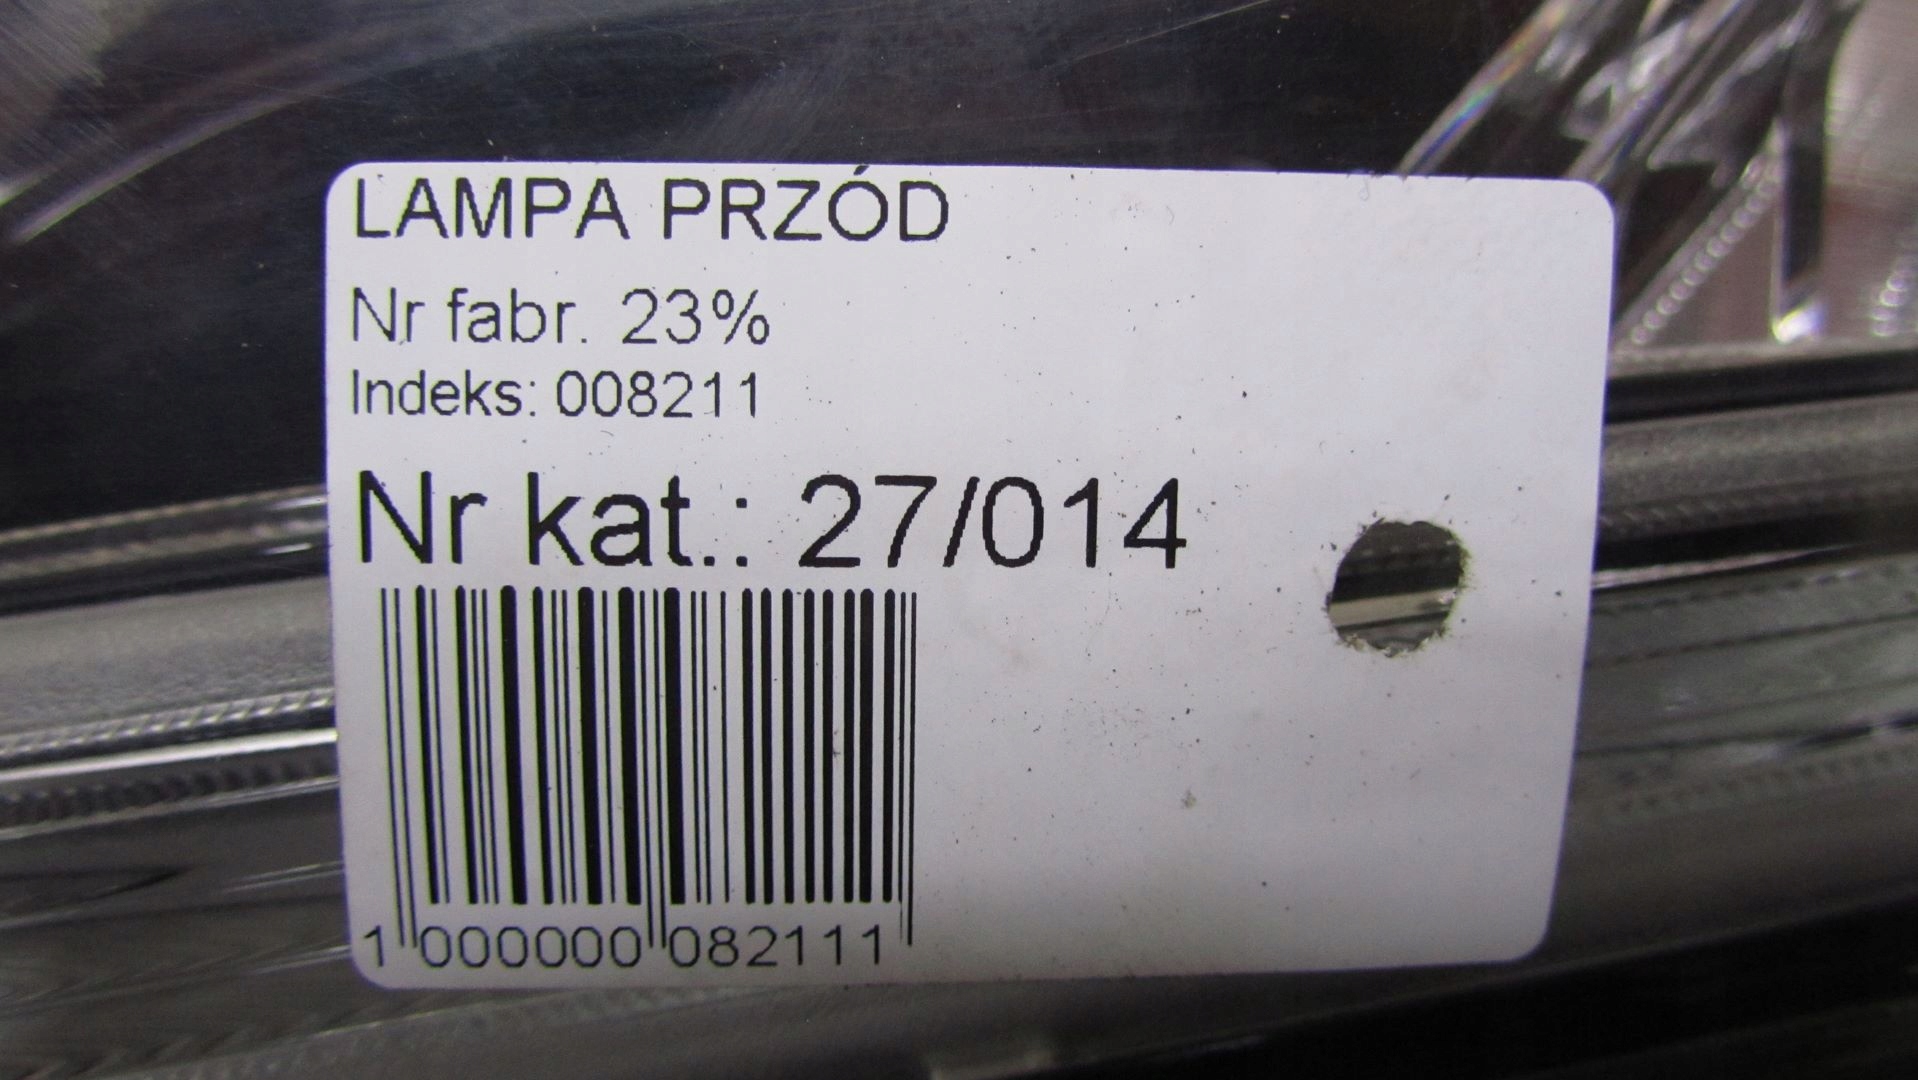 LAMPA PRZÓD
Nr fabr. 23%
Indeks: 008211
Nr kat.: 27/014
1 000000 082111